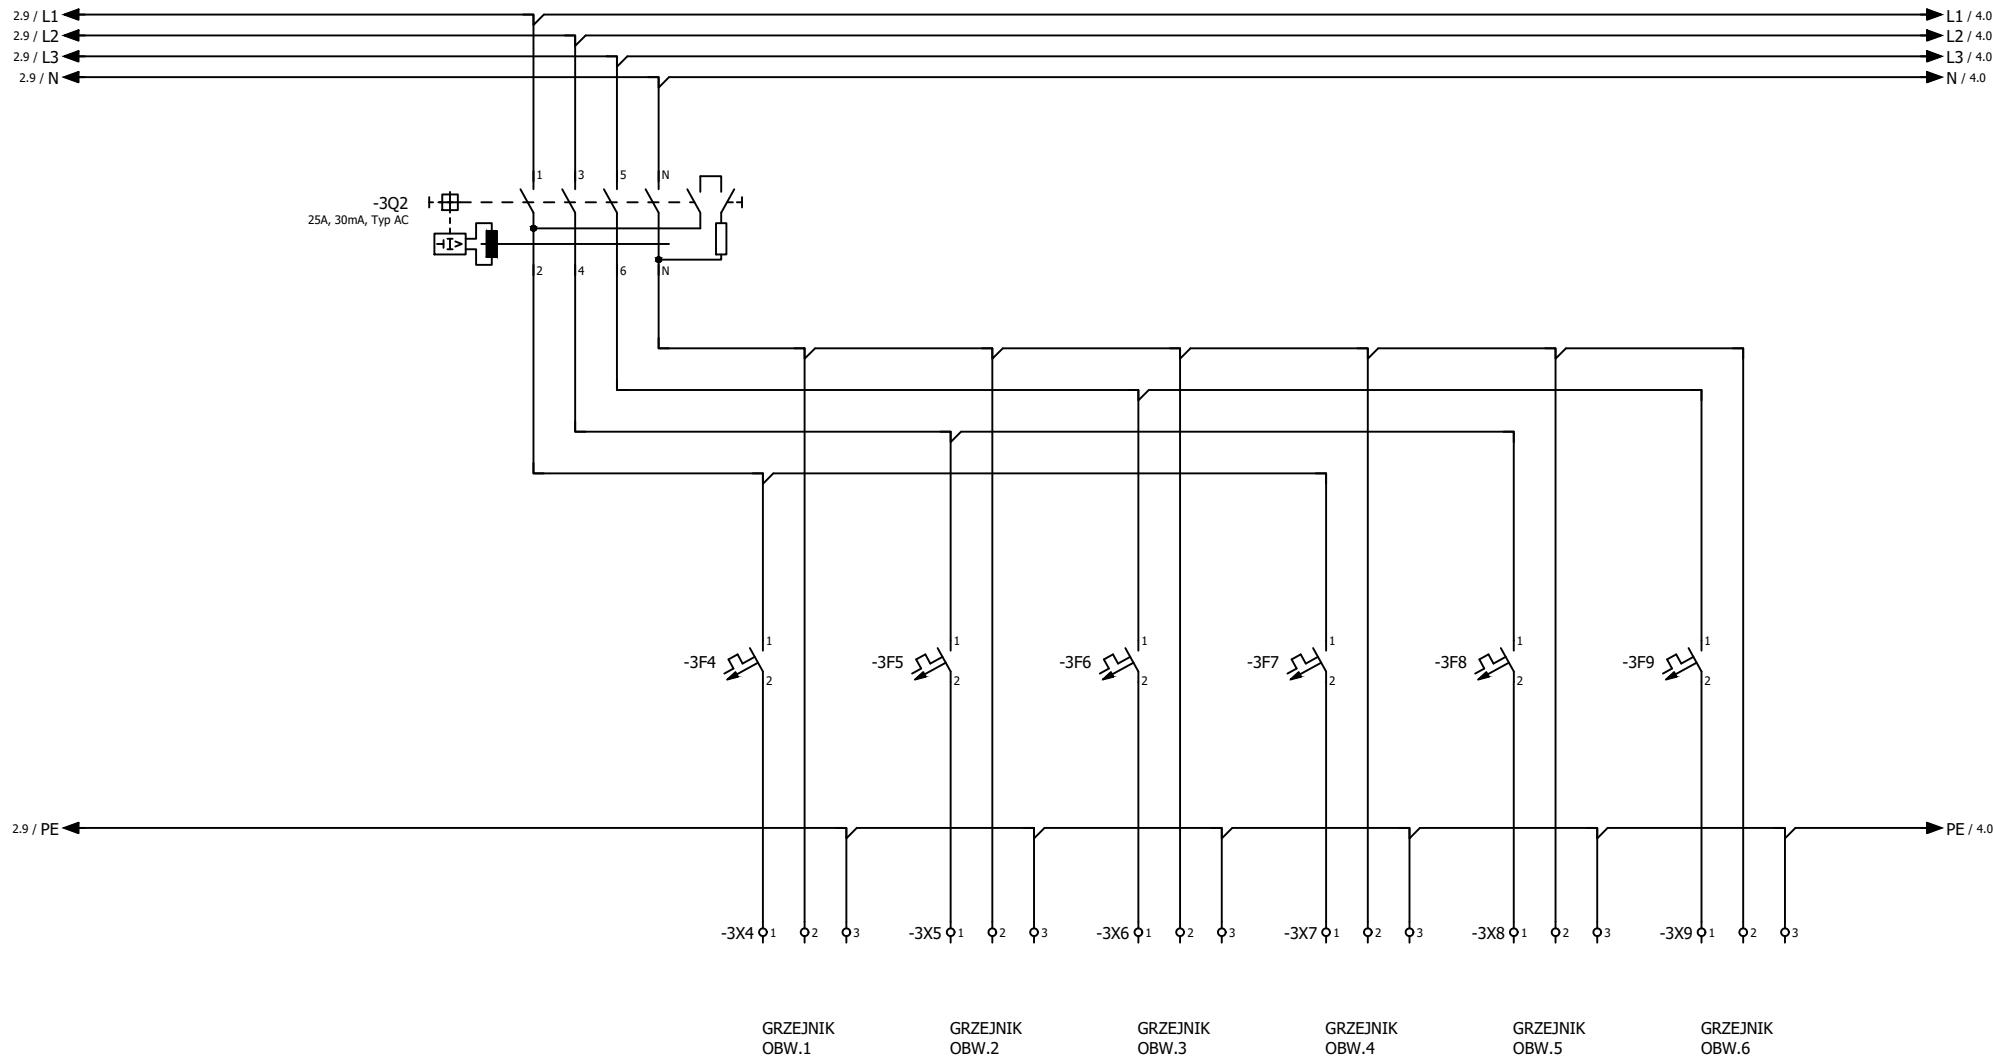 2.9 / L1
L1 / 4.0
2.9 / L2
L2 / 4.0
2.9 / L3
L3 / 4.0
2.9 / N
N / 4.0
1 3 5 N
-3Q2
25A, 30mA, Typ AC
I>
2 4 6 N
1 1 1 1 1 1
-3F4 -3F5 -3F6 -3F7 -3F8 -3F9
2 2 2 2 2 2
2.9 / PE
PE / 4.0
-3X4 1 2 3 -3X5 1 2 3 -3X6 1 2 3 -3X7 1 2 3 -3X8 1 2 3 -3X9 1 2 3
GRZEJNIK
OBW.1
GRZEJNIK
OBW.2
GRZEJNIK
OBW.3
GRZEJNIK
OBW.4
GRZEJNIK
OBW.5
GRZEJNIK
OBW.6